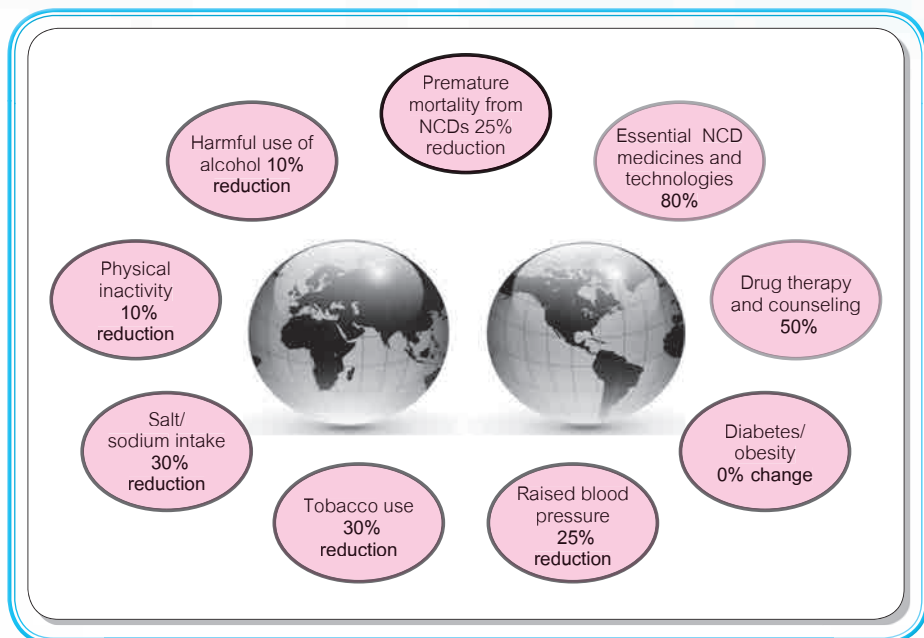 Premature
mortality from
NCDs 25%
reduction
Harmful use of
alcohol 10%
reduction
Essential NCD
medicines and
technologies
80%
Physical
inactivity
10%
reduction
Drug therapy
and counseling
50%
Salt/
sodium intake
30%
reduction
Diabetes/
obesity
0% change
Tobacco use
30%
reduction
Raised blood
pressure
25%
reduction